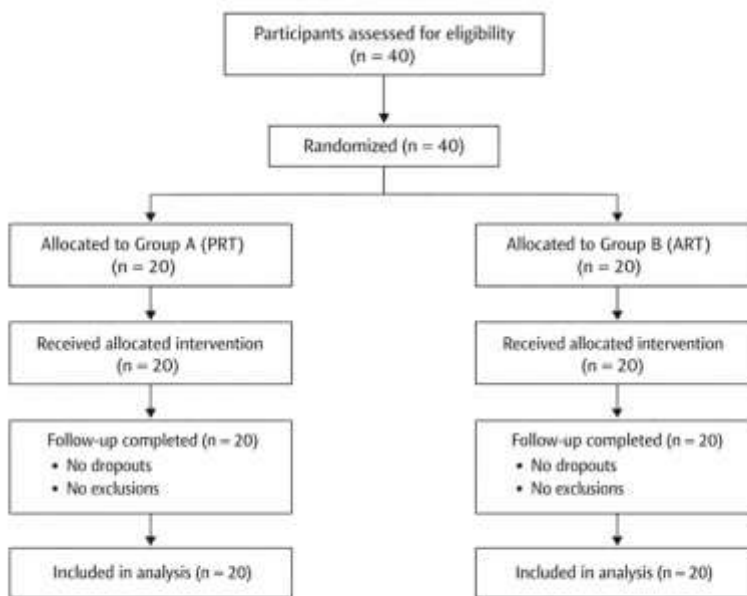 Participants assessed for eligibility
(n = 40)
Randomized (n = 40)
Allocated to Group A (PRT)
(n = 20)
Allocated to Group B (ART)
(n = 20)
Received allocated intervention
(n = 20)
Received allocated intervention
(n = 20)
Follow-up completed (n = 20)
• No dropouts
• No exclusions
Follow-up completed (n = 20)
• No dropouts
• No exclusions
Included in analysis (n = 20)
Included in analysis (n = 20)